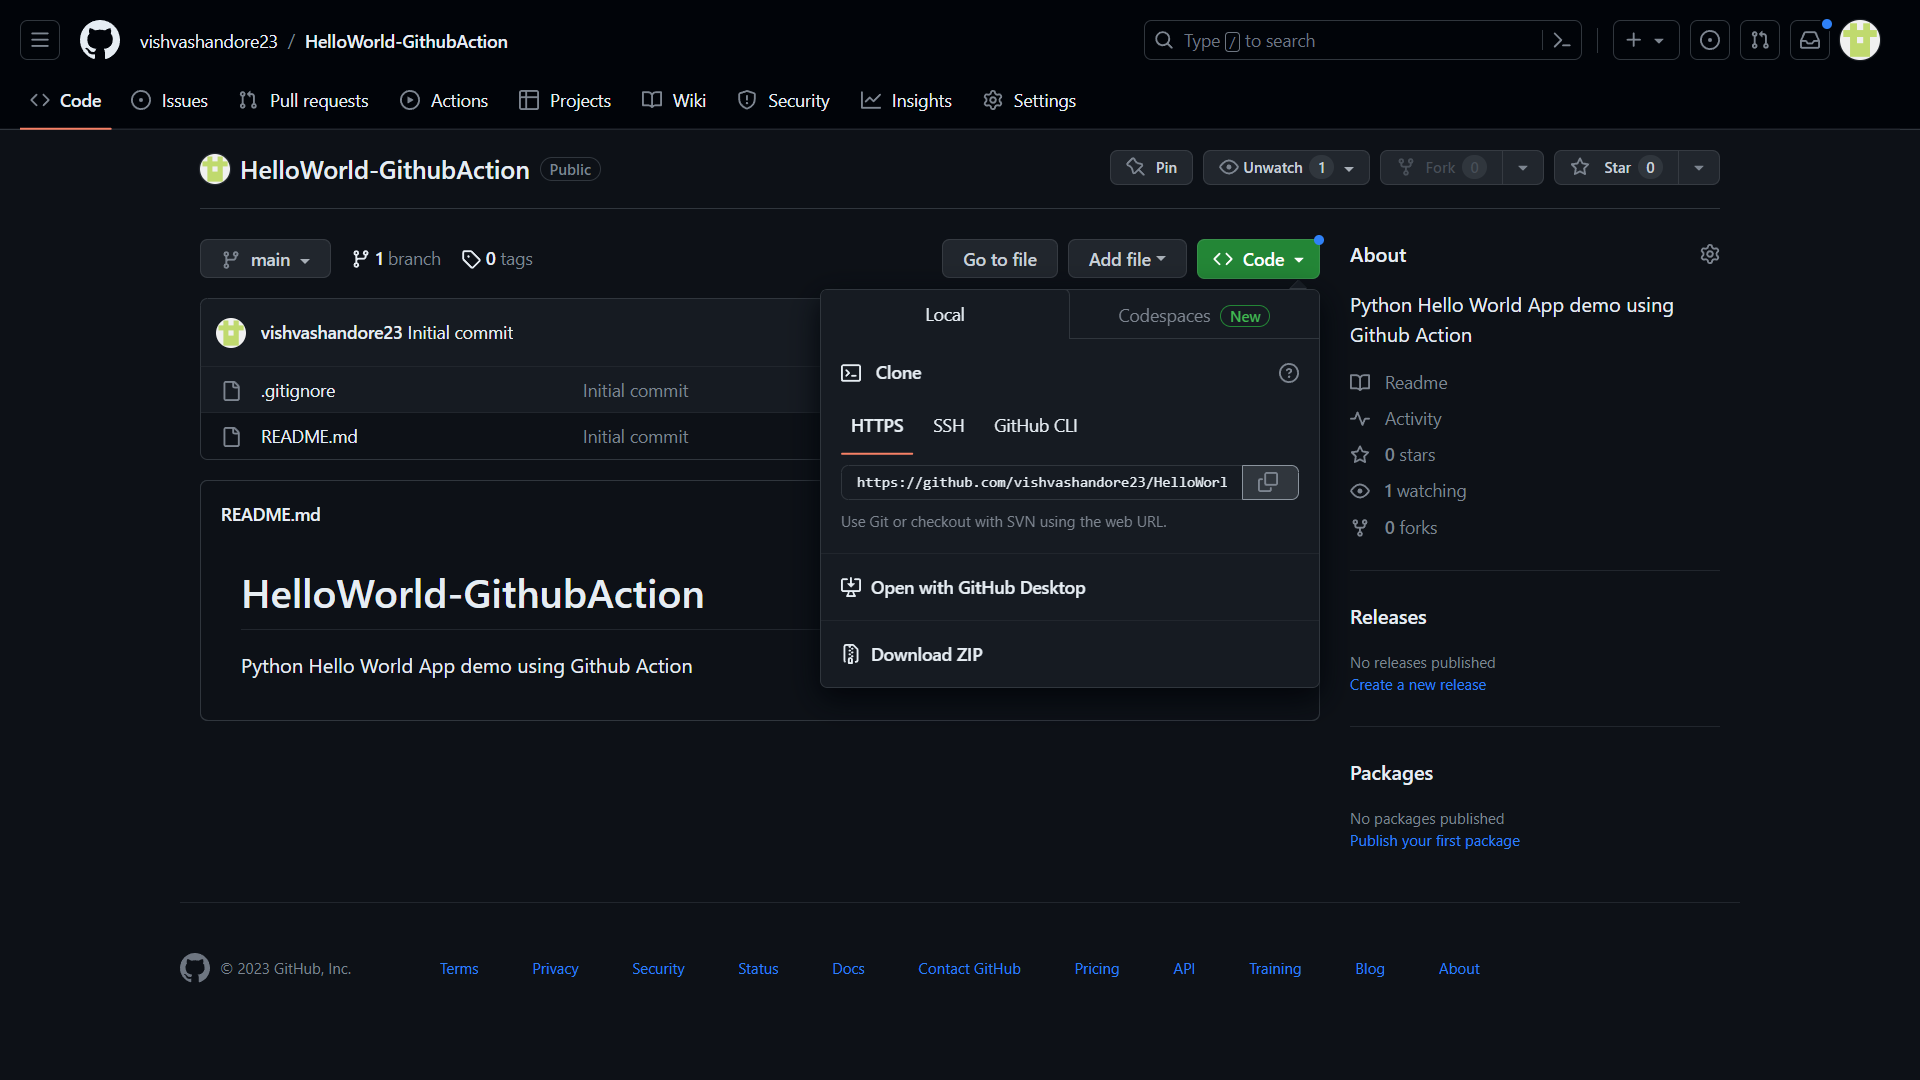 vishvashandore23 / HelloWorld-GithubAction
Type / to search
Code Issues Pull requests Actions Projects Wiki Security Insights Settings
HelloWorld-GithubAction Public
Pin Unwatch 1 Fork 0 Star 0
main 1 branch 0 tags
Go to file Add file Code
vishvashandore23 Initial commit
.gitignore Initial commit
README.md Initial commit
README.md
HelloWorld-GithubAction
Python Hello World App demo using Github Action
Local Codespaces New
Clone
HTTPS SSH GitHub CLI
https://github.com/vishvashandore23/HelloWorl
Use Git or checkout with SVN using the web URL.
Open with GitHub Desktop
Download ZIP
About
Python Hello World App demo using
Github Action
Readme
Activity
0 stars
1 watching
0 forks
Releases
No releases published
Create a new release
Packages
No packages published
Publish your first package
© 2023 GitHub, Inc. Terms Privacy Security Status Docs Contact GitHub Pricing API Training Blog About